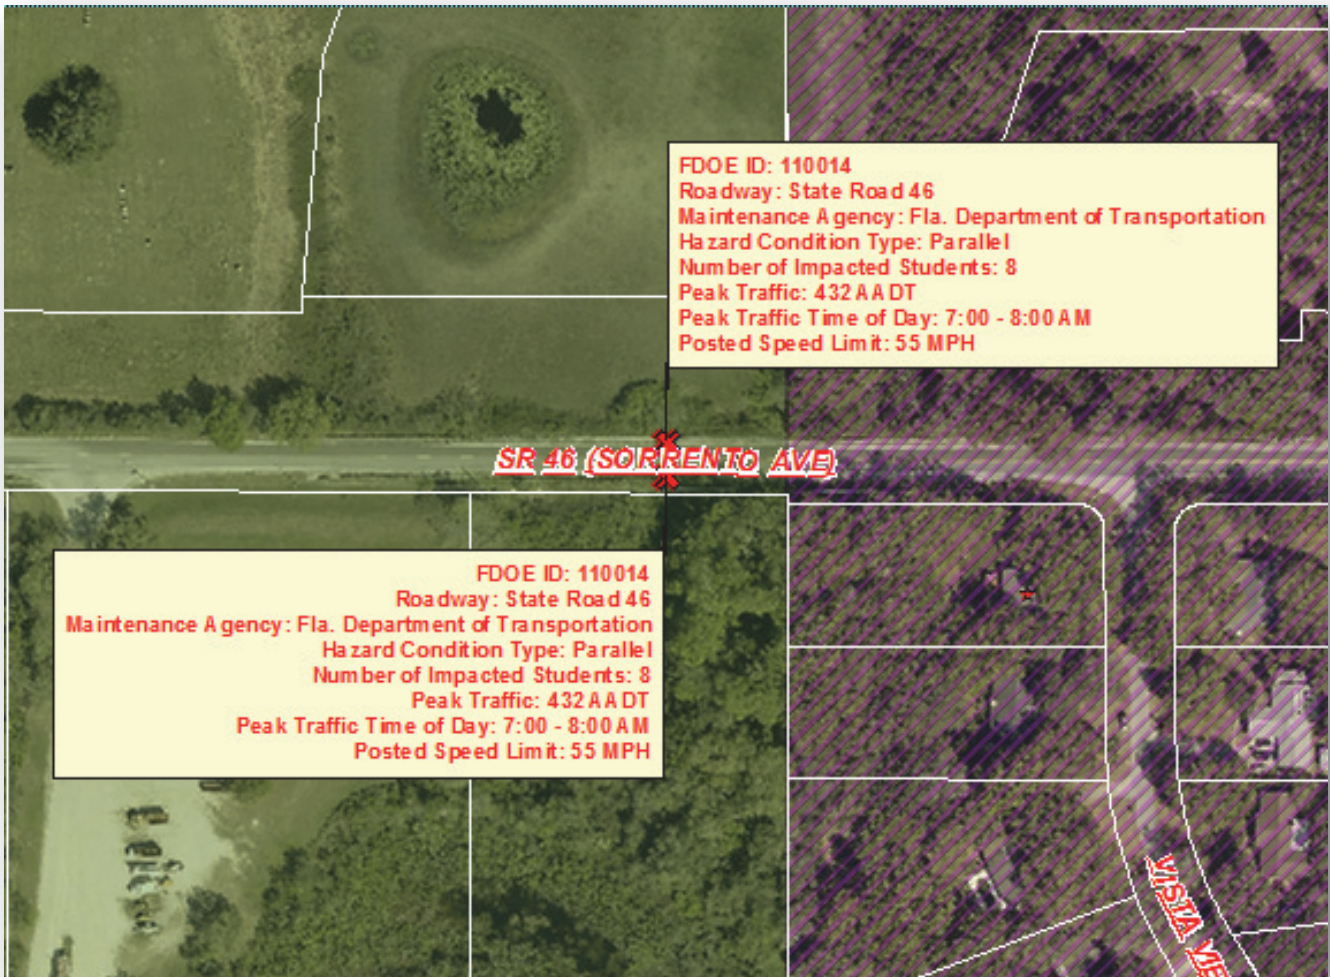 FDOE ID: 110014
Roadway: State Road 46
Maintenance Agency: Fla. Department of Transportation
Hazard Condition Type: Parallel
Number of Impacted Students: 8
Peak Traffic: 432 AADT
Peak Traffic Time of Day: 7:00 - 8:00 AM
Posted Speed Limit: 55 MPH
SR 46 (SORRENTO AVE)
FDOE ID: 110014
Roadway: State Road 46
Maintenance Agency: Fla. Department of Transportation
Hazard Condition Type: Parallel
Number of Impacted Students: 8
Peak Traffic: 432 AADT
Peak Traffic Time of Day: 7:00 - 8:00 AM
Posted Speed Limit: 55 MPH
VISTA